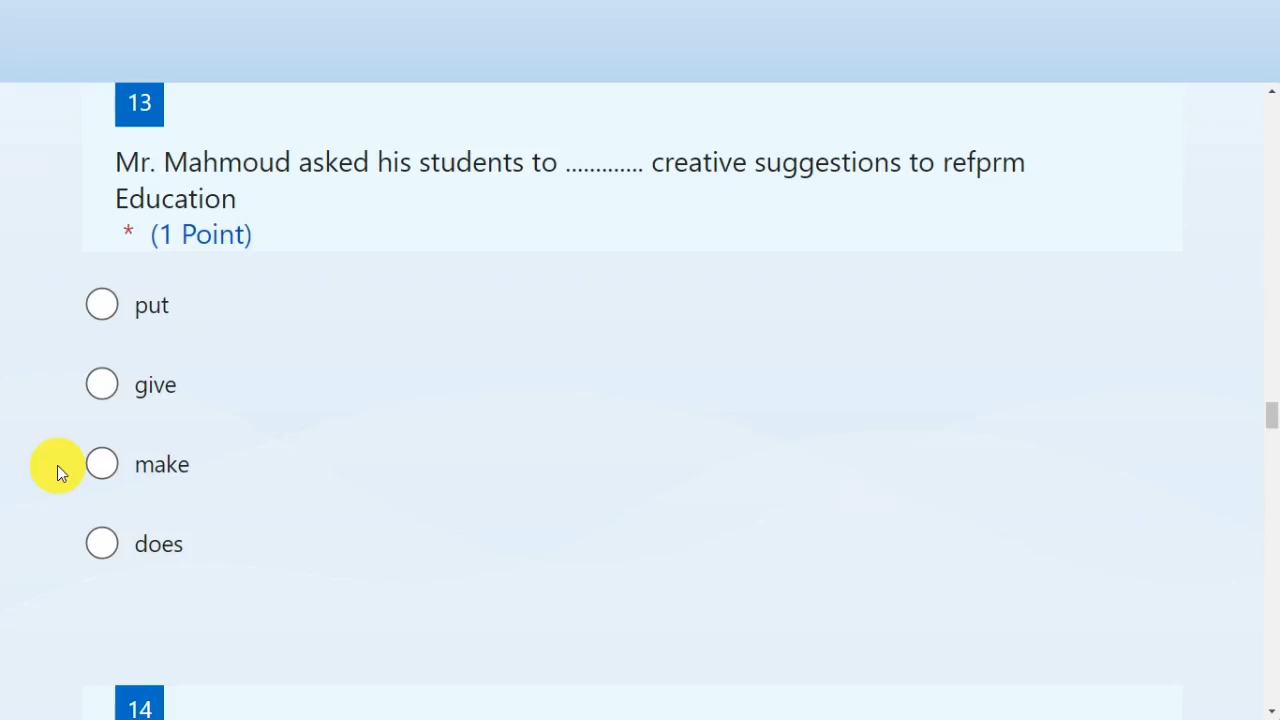 13
Mr. Mahmoud asked his students to ............. creative suggestions to refprm
Education
* (1 Point)
put
give
make
does
14